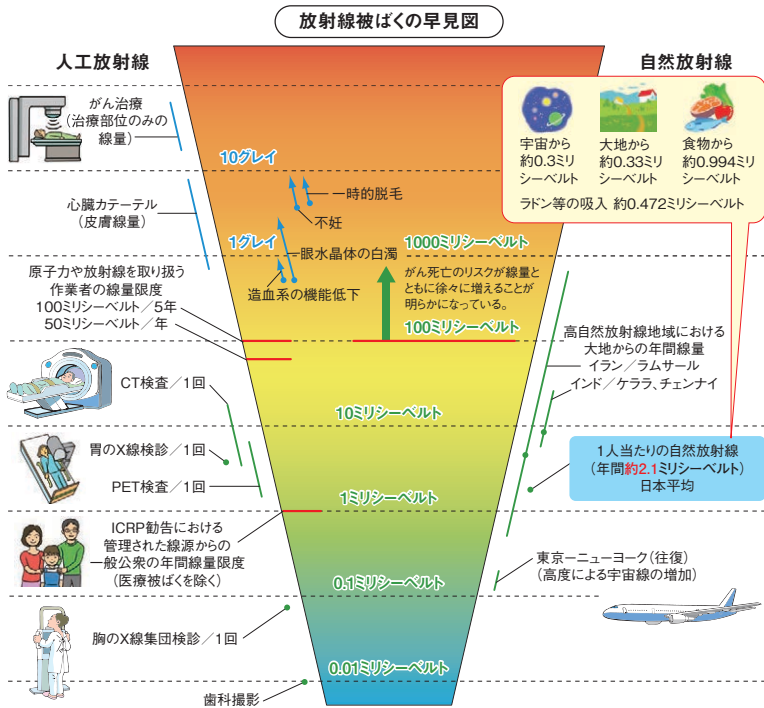 放射線被ばくの早見図
人工放射線
がん治療
(治療部位のみの
線量)
心臓カテーテル
(皮膚線量)
原子力や放射線を取り扱う
作業者の線量限度
100ミリシーベルト/5年
50ミリシーベルト/年
CT検査/1回
胃のX線検診/1回
PET検査/1回
ICRP勧告における
管理された線源からの
一般公衆の年間線量限度
(医療被ばくを除く)
胸のX線集団検診/1回
歯科撮影
10グレイ
一時的脱毛
不妊
1グレイ
1000ミリシーベルト
眼水晶体の白濁
造血系の機能低下
がん死亡のリスクが線量と
ともに徐々に増えることが
明らかになっている。
100ミリシーベルト
10ミリシーベルト
1ミリシーベルト
0.1ミリシーベルト
0.01ミリシーベルト
自然放射線
宇宙から
約0.3ミリ
シーベルト
大地から
約0.33ミリ
シーベルト
食物から
約0.994ミリ
シーベルト
ラドン等の吸入 約0.472ミリシーベルト
高自然放射線地域における
大地からの年間線量
イラン/ラムサール
インド/ケララ、チェンナイ
1人当たりの自然放射線
(年間約2.1ミリシーベルト)
日本平均
東京ーニューヨーク(往復)
(高度による宇宙線の増加)